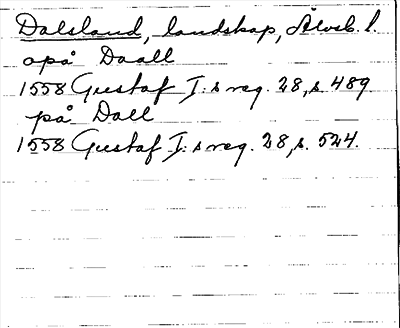 Dalsland, landskap, Älvsb. l.
opå Daall
1558 Gustaf I:s reg. 28, s. 489
på Dall
1558 Gustaf I:s reg. 28, s. 524.